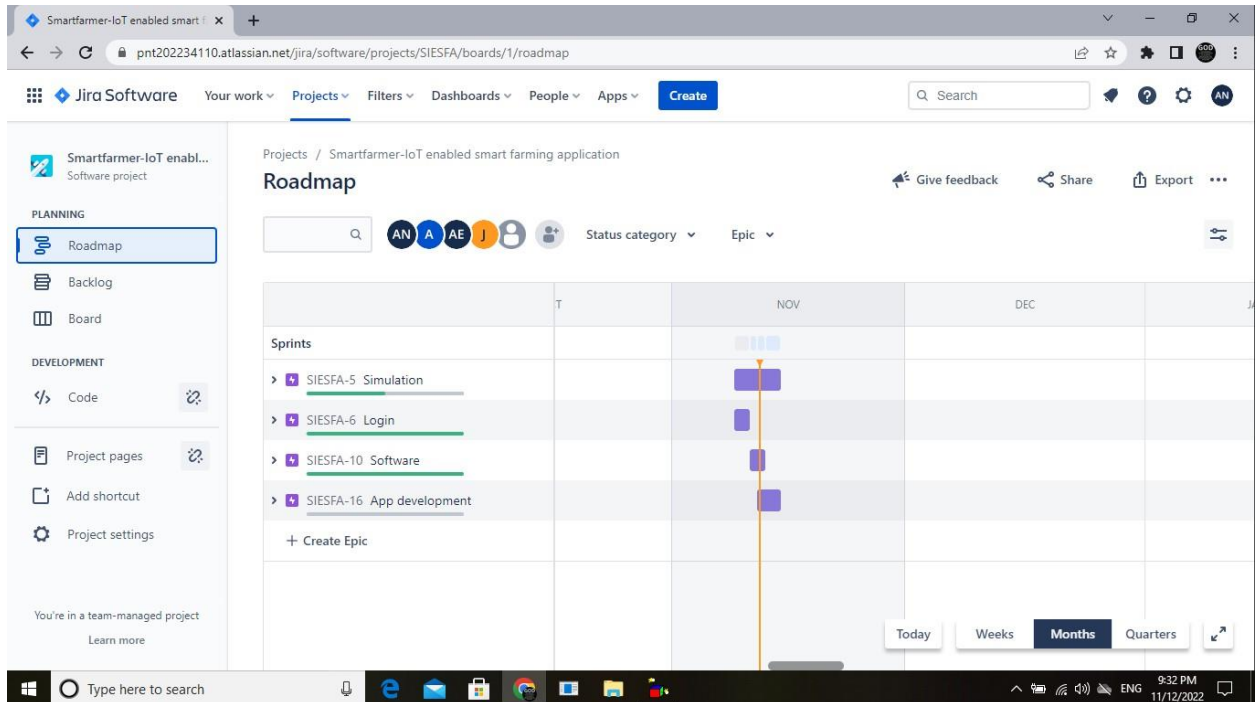 Smartfarmer-IoT enabled smart f
pnt202234110.atlassian.net/jira/software/projects/SIESFA/boards/1/roadmap
GOD
Jira Software Your work Projects Filters Dashboards People Apps Create Search AN
Smartfarmer-IoT enabl...
Software project
PLANNING
Roadmap
Backlog
Board
DEVELOPMENT
Code
Project pages
Add shortcut
Project settings
You're in a team-managed project
Learn more
Projects / Smartfarmer-IoT enabled smart farming application
Roadmap
Give feedback Share Export
AN A AE J Status category Epic
T NOV DEC JA
Sprints
SIESFA-5 Simulation
SIESFA-6 Login
SIESFA-10 Software
SIESFA-16 App development
+ Create Epic
Today Weeks Months Quarters
Type here to search
ENG 9:32 PM
11/12/2022